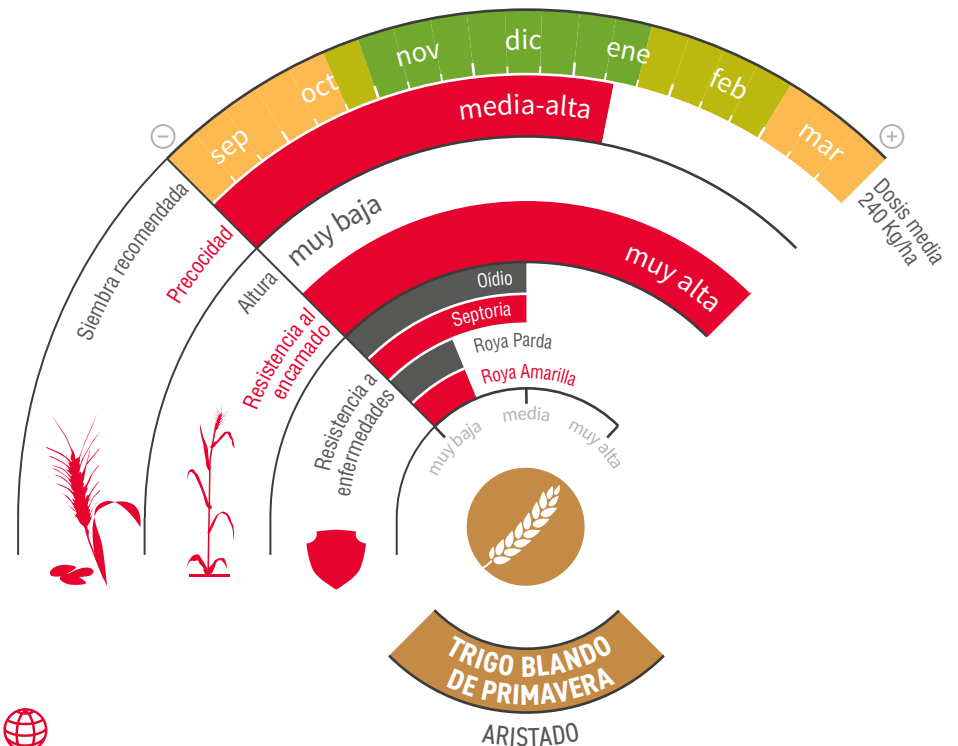 sep
oct
nov
dic
ene
feb
mar
−
+
Siembra recomendada
Dosis media
240 Kg/ha
Precocidad
media-alta
Altura
muy baja
Resistencia al
encamado
muy alta
Resistencia a
enfermedades
Oídio
Septoria
Roya Parda
Roya Amarilla
muy baja
media
muy alta
TRIGO BLANDO
DE PRIMAVERA
ARISTADO